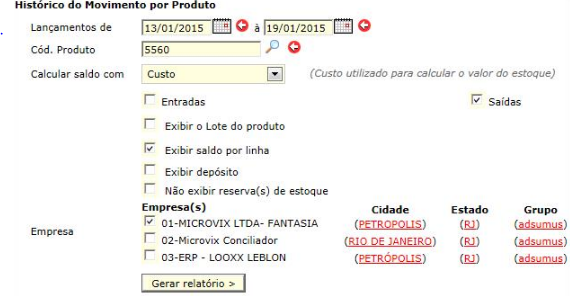 Histórico do Movimento por Produto
Lançamentos de 13/01/2015 à 19/01/2015
Cód. Produto 5560
Calcular saldo com Custo (Custo utilizado para calcular o valor do estoque)
Entradas Saídas
Exibir o Lote do produto
Exibir saldo por linha
Exibir depósito
Não exibir reserva(s) de estoque
Empresa(s) Cidade Estado Grupo
01-MICROVIX LTDA- FANTASIA (PETROPOLIS) (RJ) (adsumus)
Empresa 02-Microvix Conciliador (RIO DE JANEIRO) (RJ) (adsumus)
03-ERP - LOOXX LEBLON (PETRÓPOLIS) (RJ) (adsumus)
Gerar relatório >